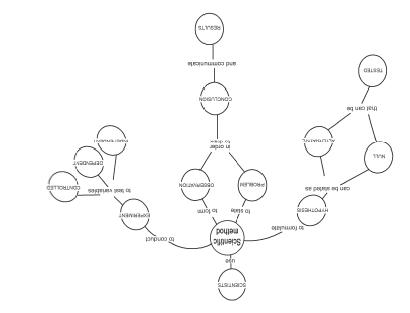 SCIENTISTS
use
Scientific
method
to formulate
to conduct
HYPOTHESIS
to state
to form
EXPERIMENT
can be stated as
PROBLEM
OBSERVATION
to test variables
CONTROLLED
NULL
DEPENDENT
in order
INDEPENDENT
that can be
CONCLUSION
TESTED
and communicate
RESULTS